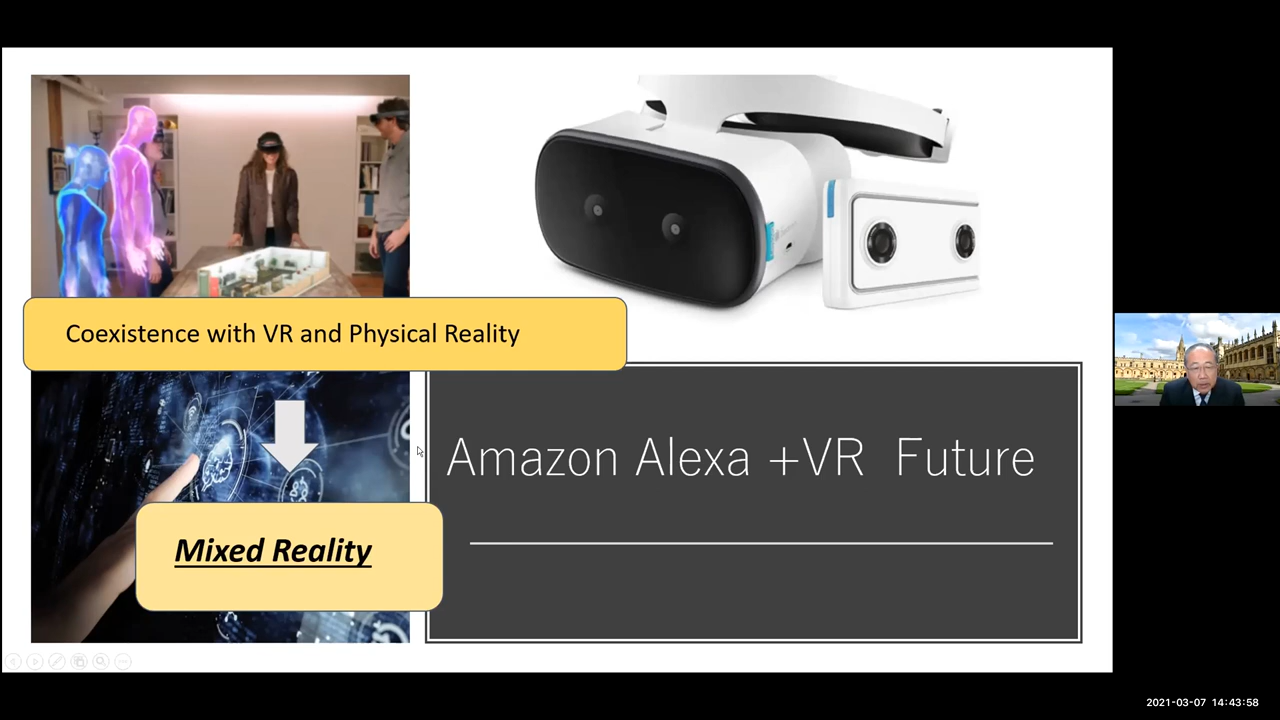 Coexistence with VR and Physical Reality
Amazon Alexa +VR Future
Mixed Reality
2021-03-07 14:43:58